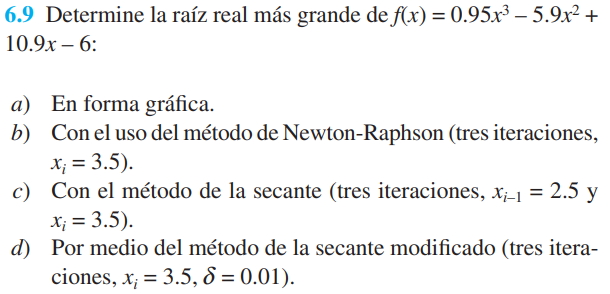 6.9 Determine la raíz real más grande de f(x) = 0.95x³ – 5.9x² +
10.9x – 6:
a) En forma gráfica.
b) Con el uso del método de Newton-Raphson (tres iteraciones,
xᵢ = 3.5).
c) Con el método de la secante (tres iteraciones, xᵢ₋₁ = 2.5 y
xᵢ = 3.5).
d) Por medio del método de la secante modificado (tres itera-
ciones, xᵢ = 3.5, δ = 0.01).